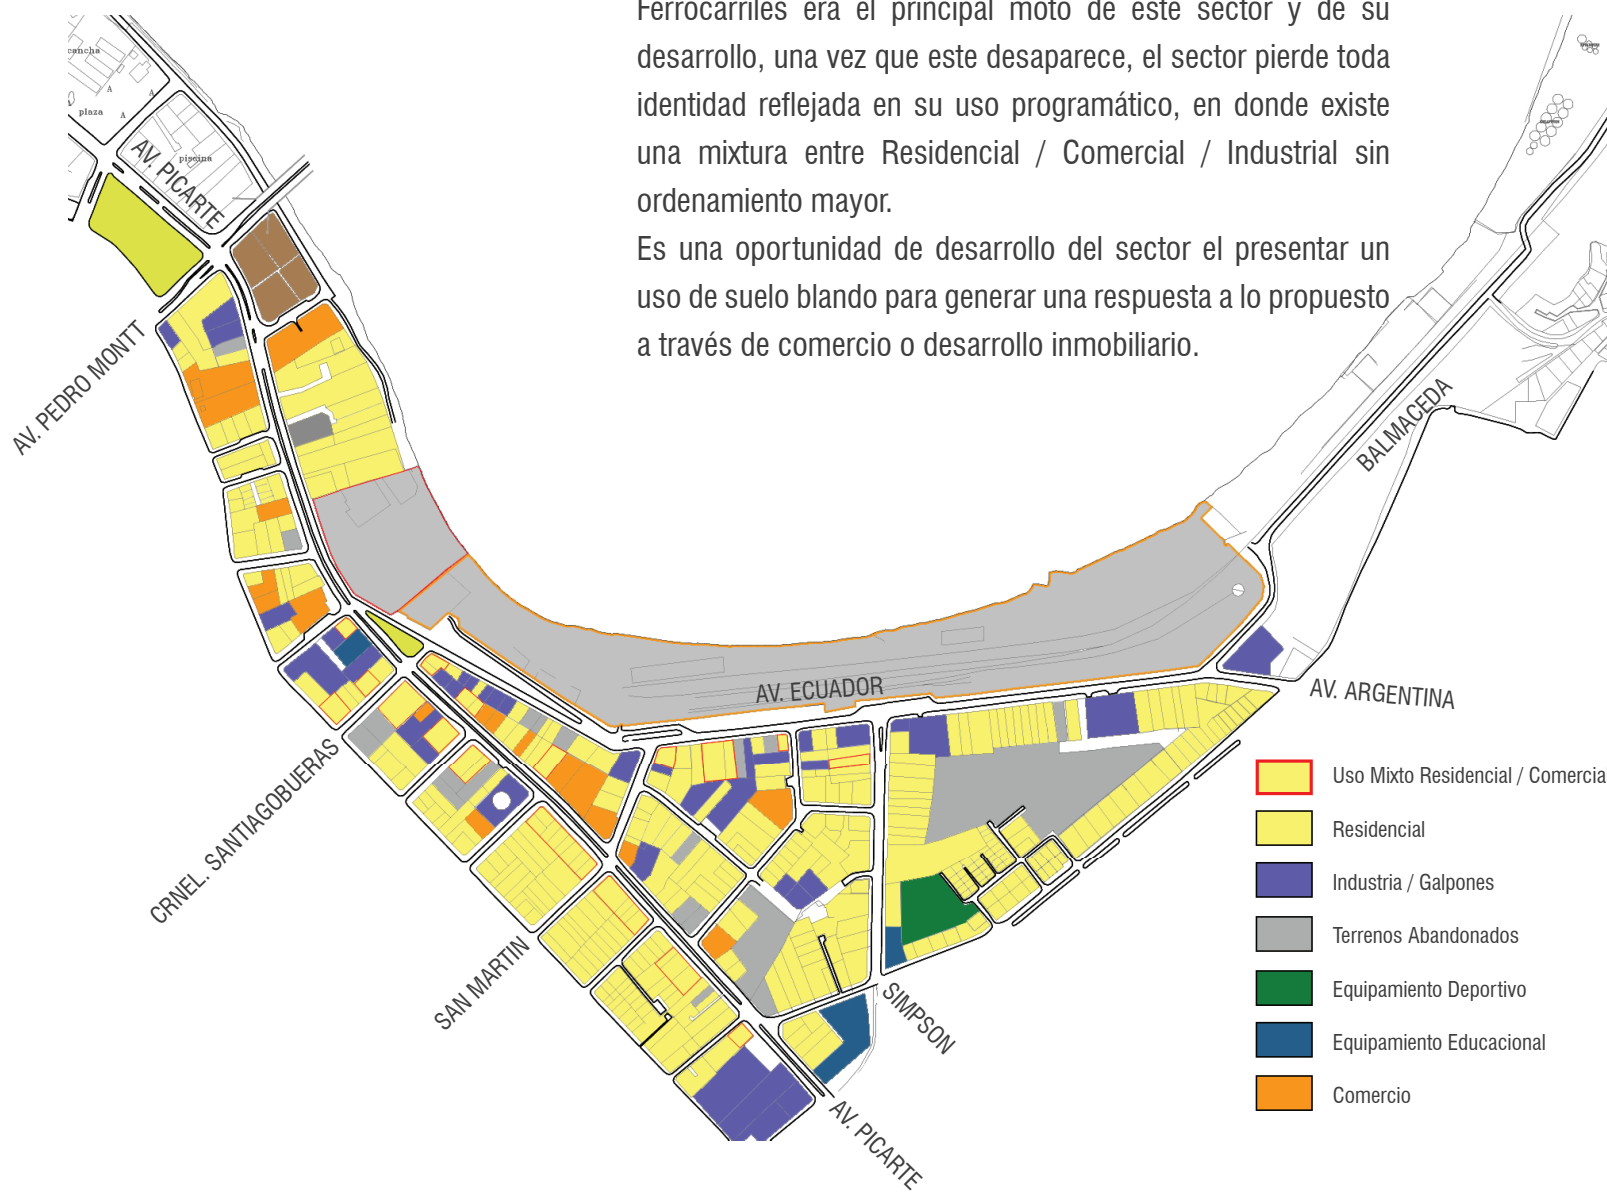 Ferrocarriles era el principal moto de este sector y de su
desarrollo, una vez que este desaparece, el sector pierde toda
identidad reflejada en su uso programático, en donde existe
una mixtura entre Residencial / Comercial / Industrial sin
ordenamiento mayor.
Es una oportunidad de desarrollo del sector el presentar un
uso de suelo blando para generar una respuesta a lo propuesto
a través de comercio o desarrollo inmobiliario.
cancha
A
A
plaza
A
piscina
AV. PICARTE
AV. PEDRO MONTT
BALMACEDA
AV. ECUADOR
AV. ARGENTINA
CRNEL. SANTIAGOBUERAS
SAN MARTIN
SIMPSON
AV. PICARTE
Uso Mixto Residencial / Comercia
Residencial
Industria / Galpones
Terrenos Abandonados
Equipamiento Deportivo
Equipamiento Educacional
Comercio